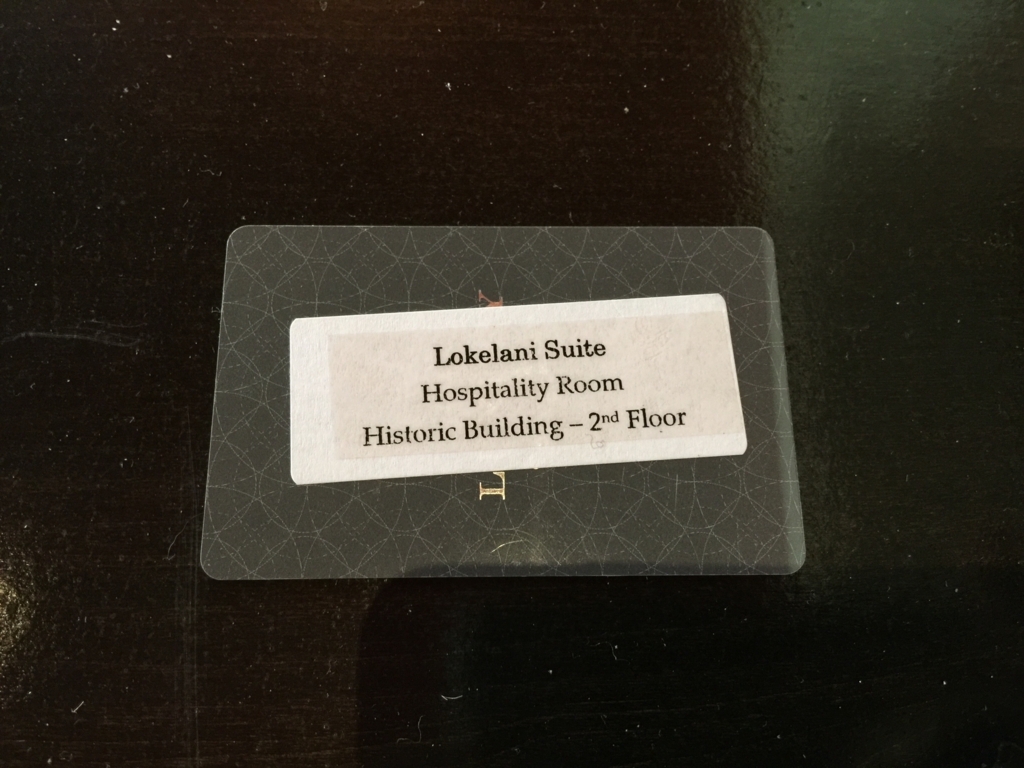 Lokelani Suite
Hospitality Room
Historic Building – 2nd Floor